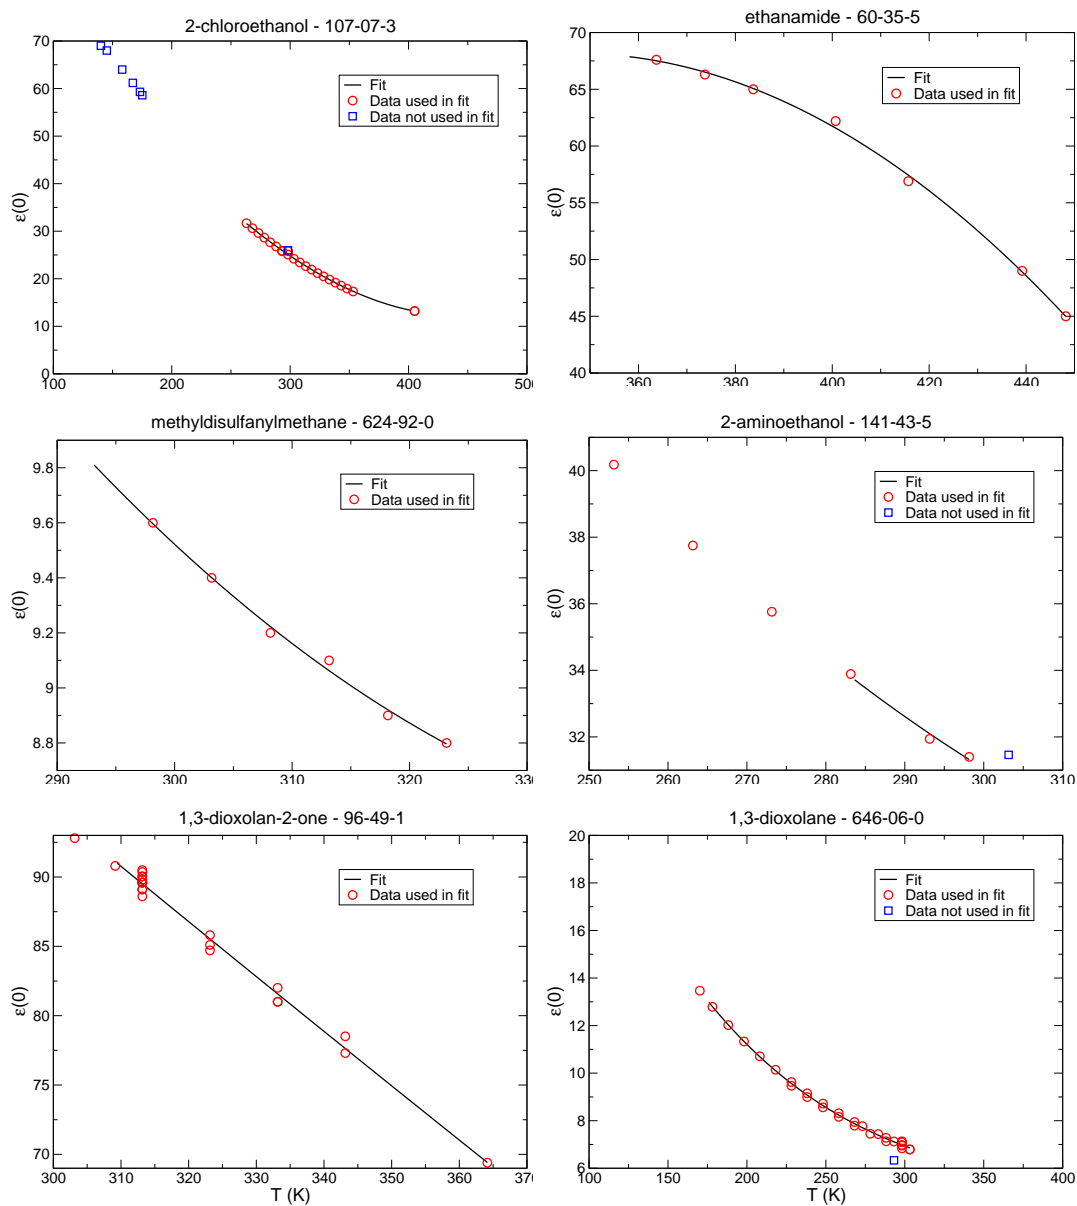 2-chloroethanol - 107-07-3
70
60
50
40
30
20
10
0
ε(0)
100
200
300
400
500
Fit
Data used in fit
Data not used in fit
ethanamide - 60-35-5
70
65
60
55
50
45
40
ε(0)
360
380
400
420
440
Fit
Data used in fit
methyldisulfanylmethane - 624-92-0
9.8
9.6
9.4
9.2
9
8.8
ε(0)
290
300
310
320
330
Fit
Data used in fit
2-aminoethanol - 141-43-5
40
38
36
34
32
ε(0)
250
260
270
280
290
300
310
Fit
Data used in fit
Data not used in fit
1,3-dioxolan-2-one - 96-49-1
90
85
80
75
70
ε(0)
300
310
320
330
340
350
360
370
T (K)
Fit
Data used in fit
1,3-dioxolane - 646-06-0
20
18
16
14
12
10
8
6
ε(0)
100
150
200
250
300
350
400
T (K)
Fit
Data used in fit
Data not used in fit